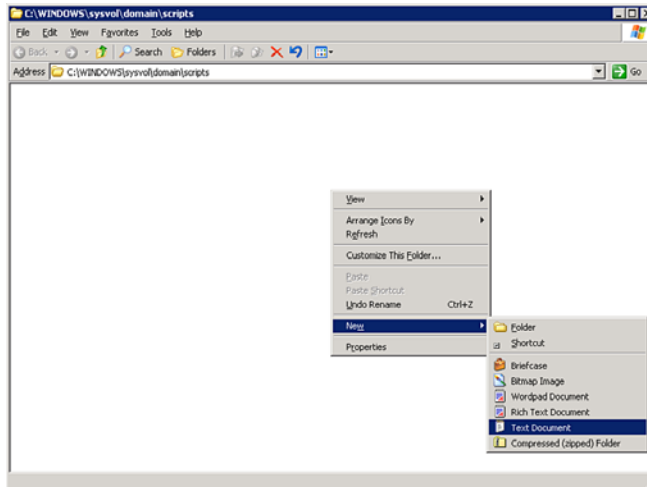 C:\WINDOWS\sysvol\domain\scripts
File Edit View Favorites Tools Help
Back Search Folders
Address C:\WINDOWS\sysvol\domain\scripts Go
View
Arrange Icons By
Refresh
Customize This Folder...
Paste
Paste Shortcut
Undo Rename Ctrl+Z
New
Properties
Folder
Shortcut
Briefcase
Bitmap Image
Wordpad Document
Rich Text Document
Text Document
Compressed (zipped) Folder